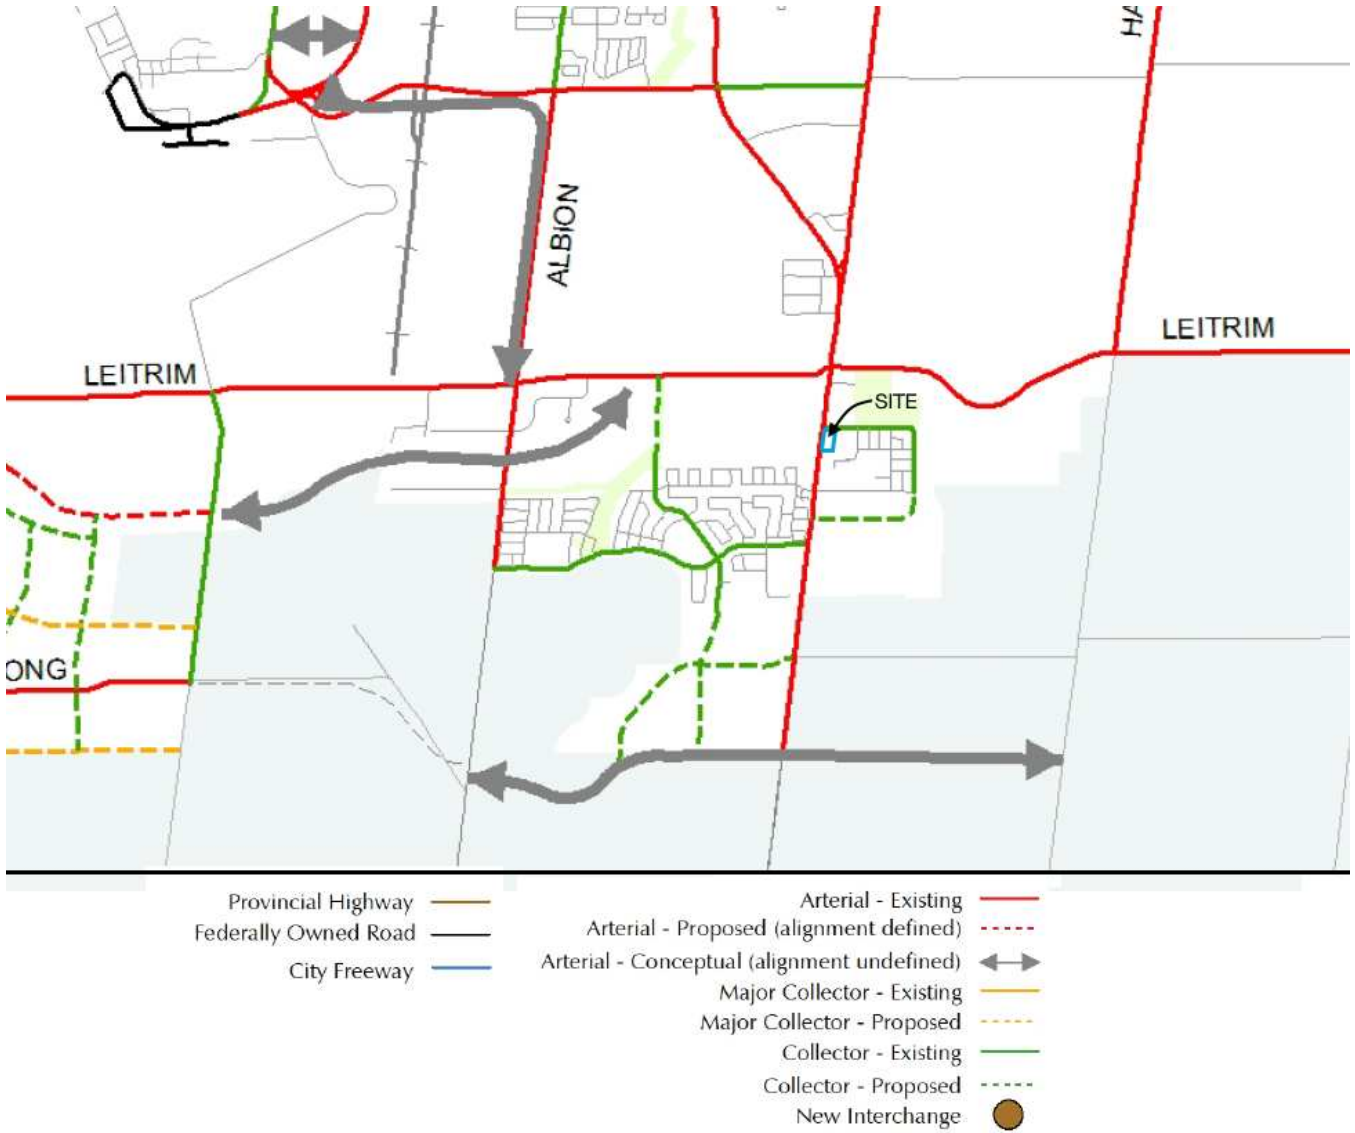 HA
ALBION
LEITRIM
LEITRIM
SITE
ONG
Provincial Highway
Federally Owned Road
City Freeway
Arterial - Existing
Arterial - Proposed (alignment defined)
Arterial - Conceptual (alignment undefined)
Major Collector - Existing
Major Collector - Proposed
Collector - Existing
Collector - Proposed
New Interchange